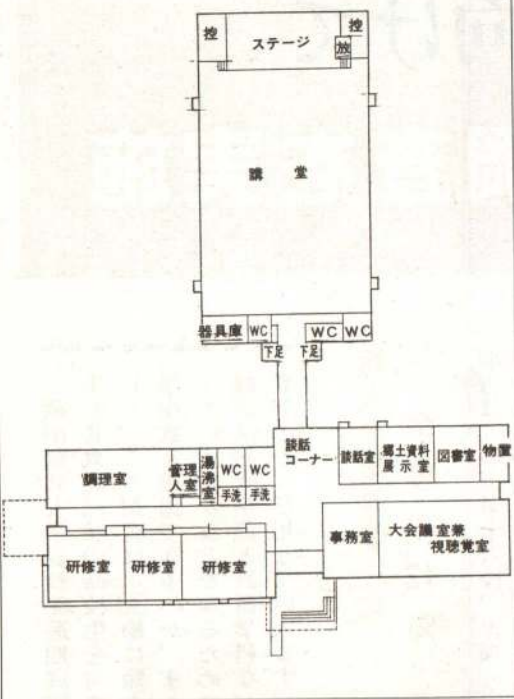 控
ステージ
控
放
講堂
器具庫
WC
WC
WC
下足
下足
談話
コーナー
談話室
郷土資料
展示室
図書室
物置
調理室
管理
人室
湯沸室
WC
WC
手洗
手洗
事務室
大会議室兼
視聴覚室
研修室
研修室
研修室